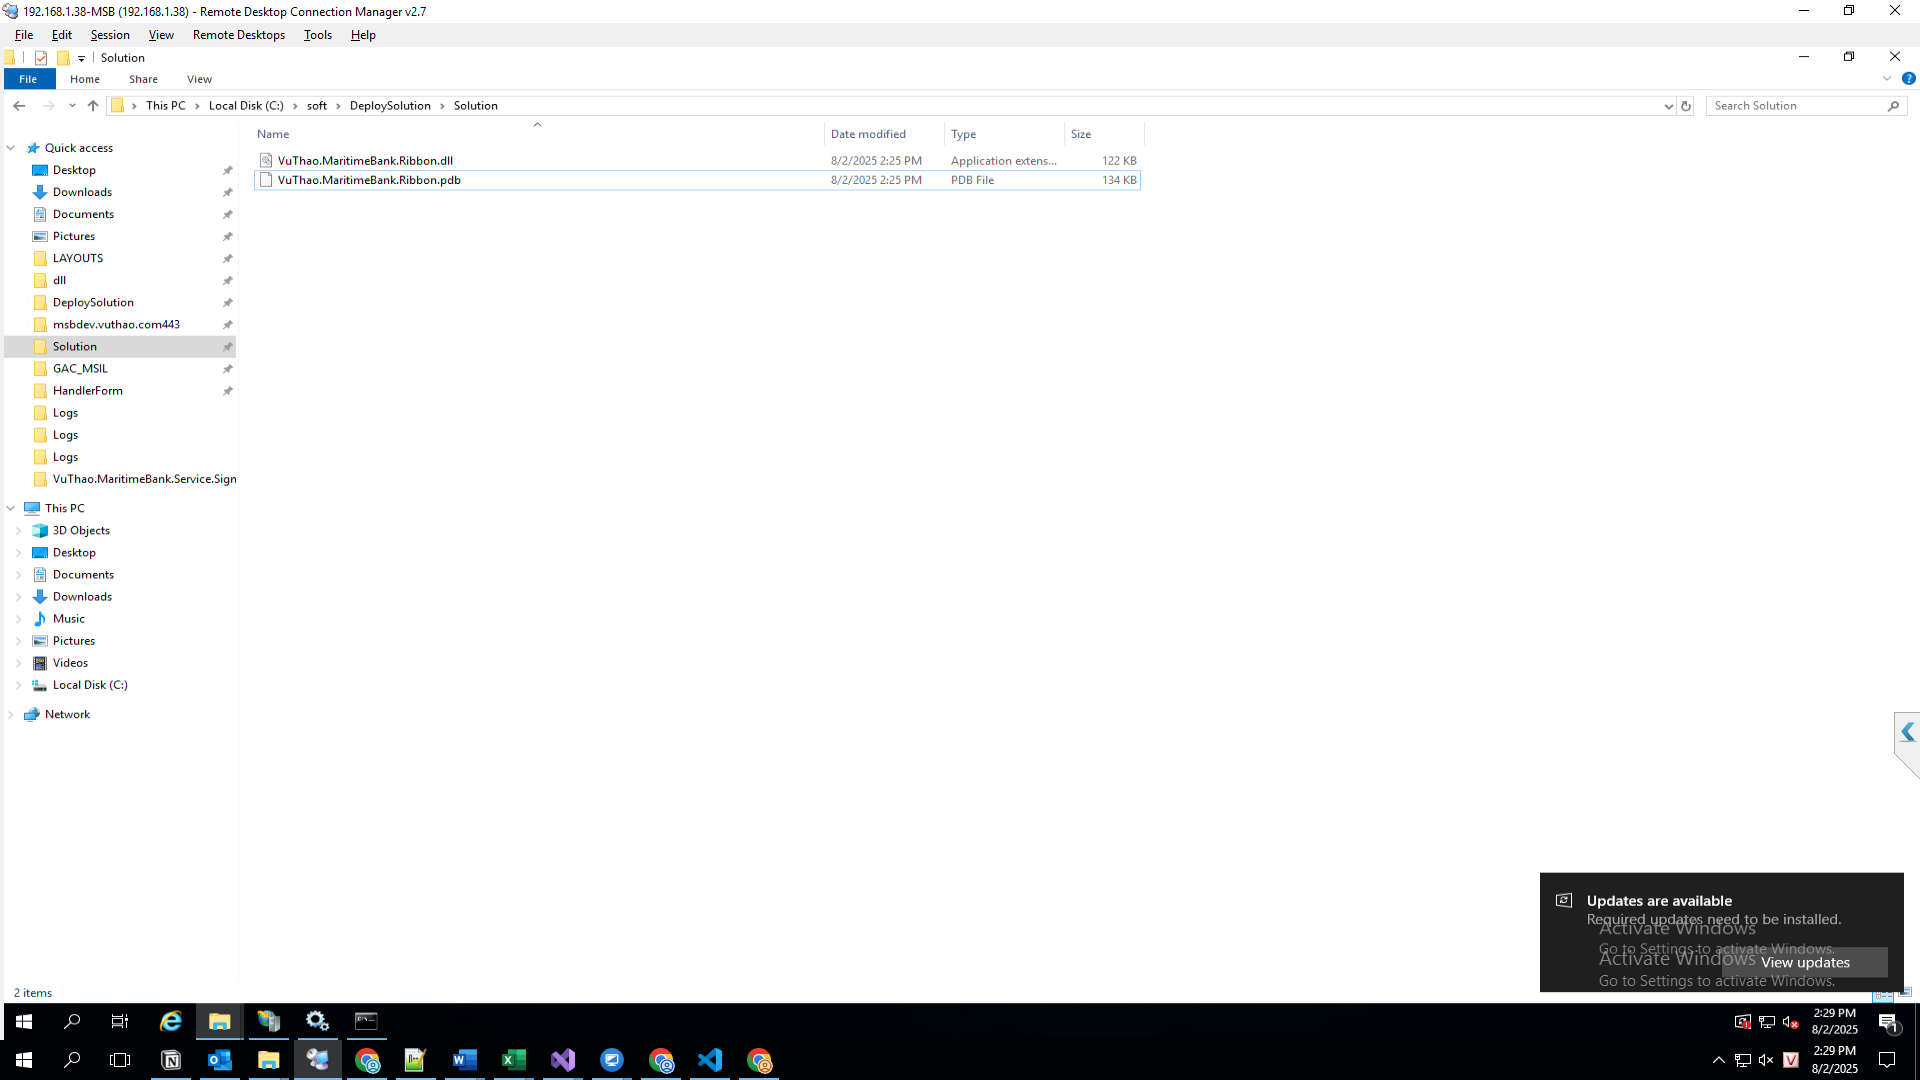 192.168.1.38-MSB (192.168.1.38) - Remote Desktop Connection Manager v2.7
File Edit Session View Remote Desktops Tools Help
Solution
File Home Share View
This PC Local Disk (C:) soft DeploySolution Solution
Search Solution
Name Date modified Type Size
VuThao.MaritimeBank.Ribbon.dll 8/2/2025 2:25 PM Application extens... 122 KB
VuThao.MaritimeBank.Ribbon.pdb 8/2/2025 2:25 PM PDB File 134 KB
Quick access
Desktop
Downloads
Documents
Pictures
LAYOUTS
dll
DeploySolution
msbdev.vuthao.com443
Solution
GAC_MSIL
HandlerForm
Logs
Logs
Logs
VuThao.MaritimeBank.Service.Sign
This PC
3D Objects
Desktop
Documents
Downloads
Music
Pictures
Videos
Local Disk (C:)
Network
Updates are available
Required updates need to be installed.
Activate Windows
Go to Settings to activate Windows.
Activate Windows
View updates
Go to Settings to activate Windows.
2 items
2:29 PM
8/2/2025
1
2:29 PM
8/2/2025